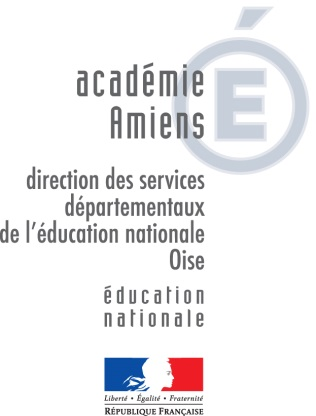 académie
Amiens
É
direction des services
départementaux
de l'éducation nationale
Oise
éducation
nationale
Liberté • Égalité • Fraternité
RÉPUBLIQUE FRANÇAISE